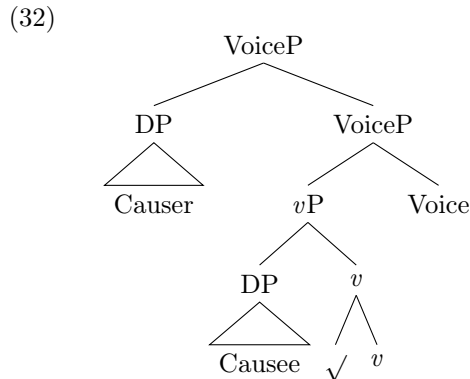 (32)
VoiceP
DP VoiceP
Causer vP Voice
DP v
Causee √ v